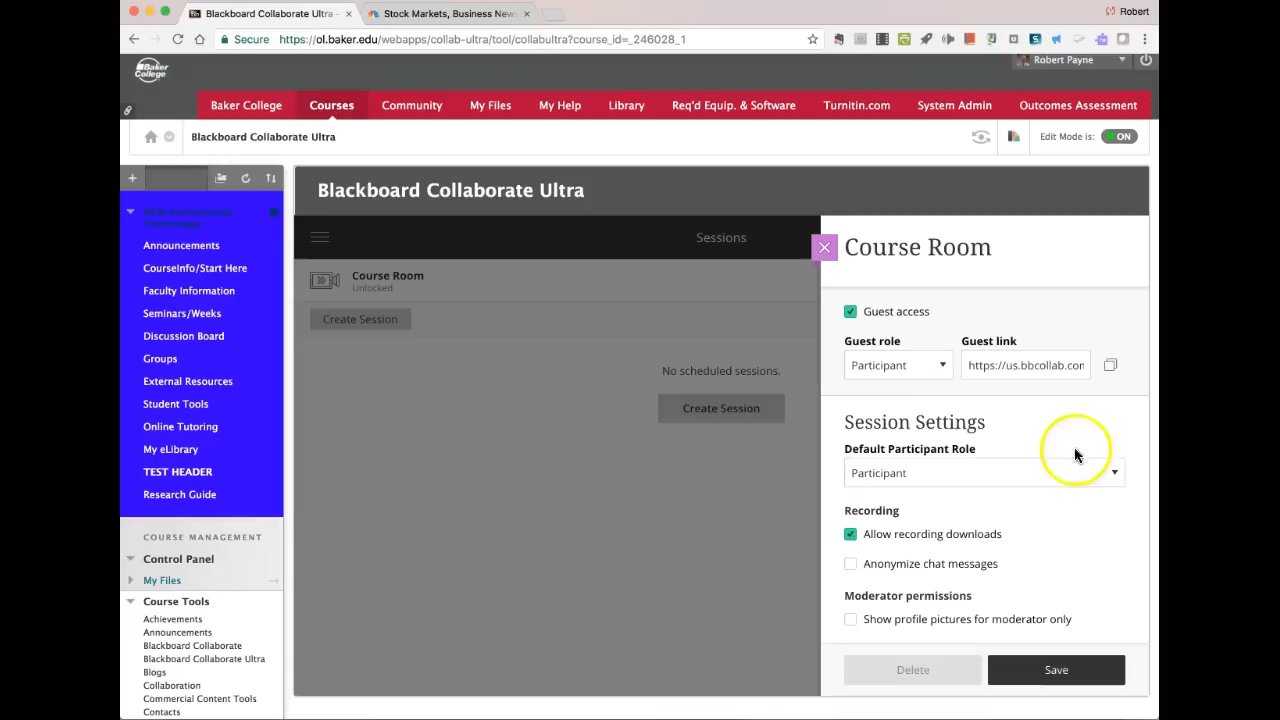 Blackboard Collaborate Ultra -
Stock Markets, Business News
Robert
Secure
https://ol.baker.edu/webapps/collab-ultra/tool/collabultra?course_id=_246028_1
Baker College
Robert Payne
Baker College
Courses
Community
My Files
My Help
Library
Req'd Equip. & Software
Turnitin.com
System Admin
Outcomes Assessment
Blackboard Collaborate Ultra
Edit Mode is:
ON
Announcements
CourseInfo/Start Here
Faculty Information
Seminars/Weeks
Discussion Board
Groups
External Resources
Student Tools
Online Tutoring
My eLibrary
TEST HEADER
Research Guide
COURSE MANAGEMENT
Control Panel
My Files
Course Tools
Achievements
Announcements
Blackboard Collaborate
Blackboard Collaborate Ultra
Blogs
Collaboration
Commercial Content Tools
Contacts
Blackboard Collaborate Ultra
Sessions
Course Room
Unlocked
Create Session
No scheduled sessions.
Create Session
Course Room
Guest access
Guest role
Guest link
Participant
https://us.bbcollab.con
Session Settings
Default Participant Role
Participant
Recording
Allow recording downloads
Anonymize chat messages
Moderator permissions
Show profile pictures for moderator only
Delete
Save